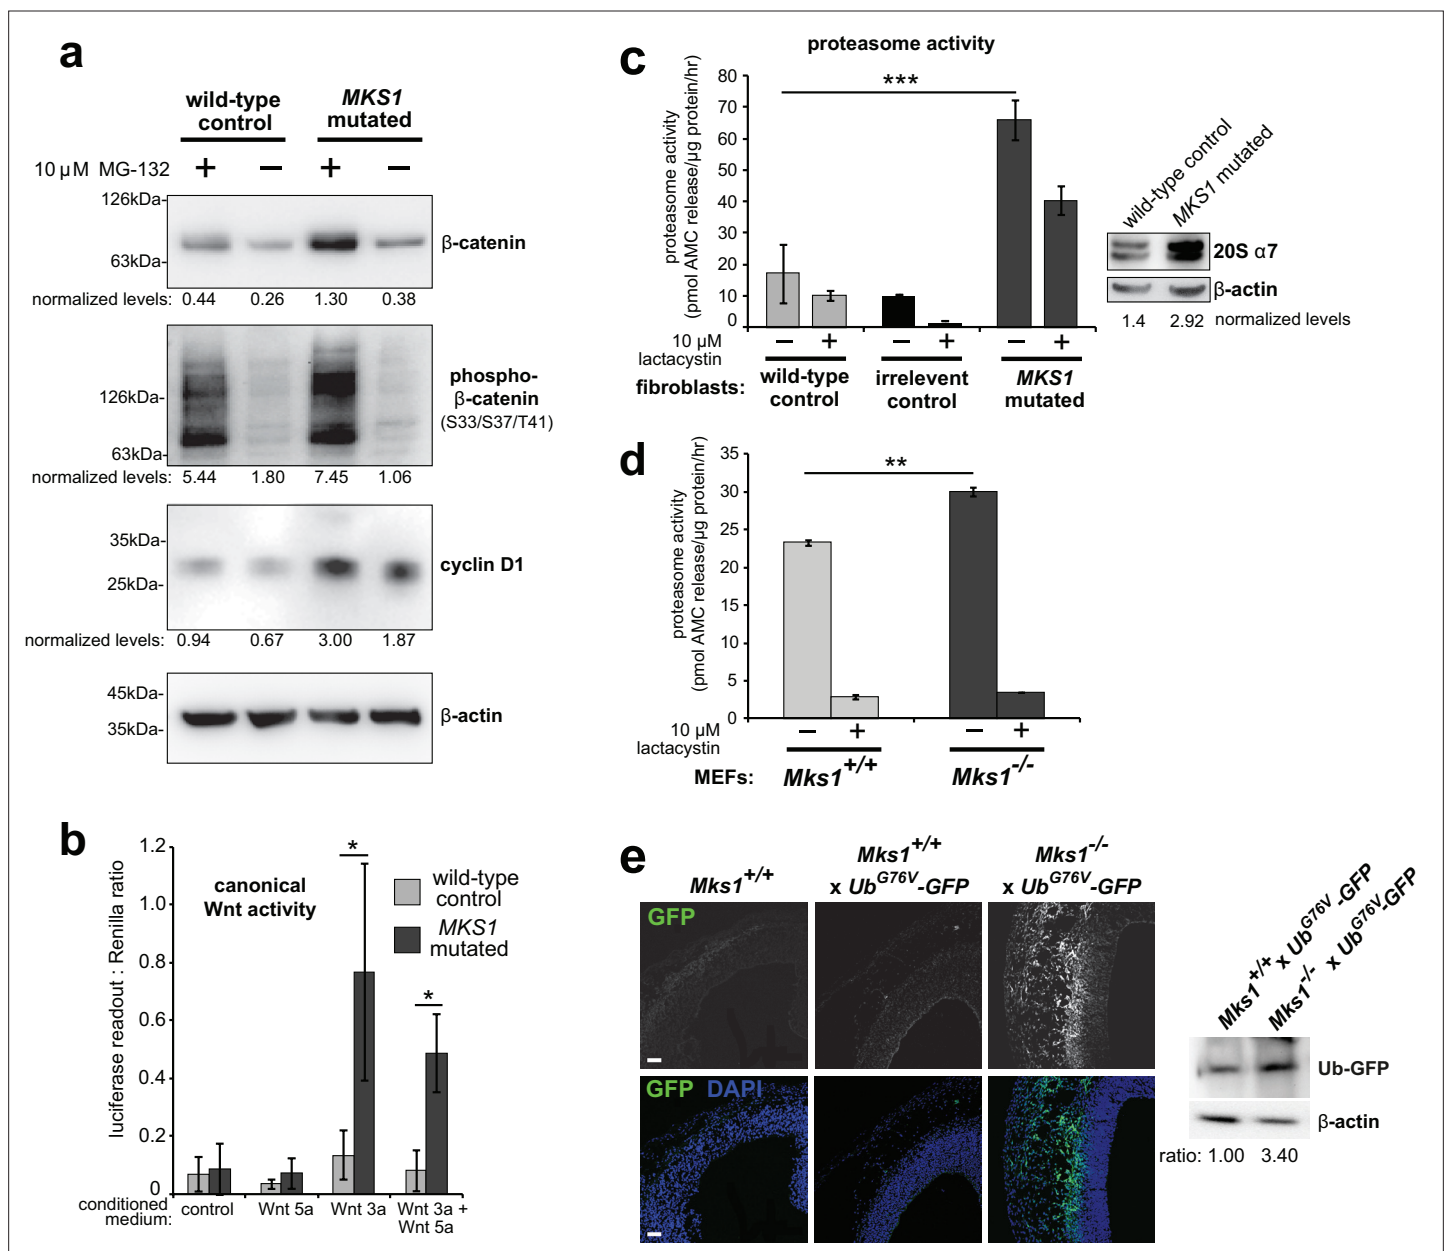 a
wild-type control
MKS1 mutated
10 µM MG-132 + − + −
126kDa-
63kDa-
β-catenin
normalized levels: 0.44 0.26 1.30 0.38
126kDa-
63kDa-
phospho-
β-catenin
(S33/S37/T41)
normalized levels: 5.44 1.80 7.45 1.06
35kDa-
25kDa-
cyclin D1
normalized levels: 0.94 0.67 3.00 1.87
45kDa-
35kDa-
β-actin
b
canonical
Wnt activity
wild-type
control
MKS1
mutated
luciferase readout : Renilla ratio
1.2
1.0
0.8
0.6
0.4
0.2
0
*
*
conditioned
medium:
control
Wnt 5a
Wnt 3a
Wnt 3a +
Wnt 5a
c
proteasome activity
proteasome activity
(pmol AMC release/µg protein/hr)
80
70
60
50
40
30
20
10
0
***
10 µM
lactacystin
− + − + − +
fibroblasts:
wild-type
control
irrelevent
control
MKS1
mutated
wild-type control
MKS1 mutated
20S α7
β-actin
1.4 2.92 normalized levels
d
proteasome activity
(pmol AMC release/µg protein/hr)
35
30
25
20
15
10
5
0
**
10 µM
lactacystin
− + − +
MEFs: Mks1+/+ Mks1-/-
e
Mks1+/+
Mks1+/+
x UbG76V-GFP
Mks1-/-
x UbG76V-GFP
GFP
GFP DAPI
Mks1+/+ x UbG76V-GFP
Mks1-/- x UbG76V-GFP
Ub-GFP
β-actin
ratio: 1.00 3.40